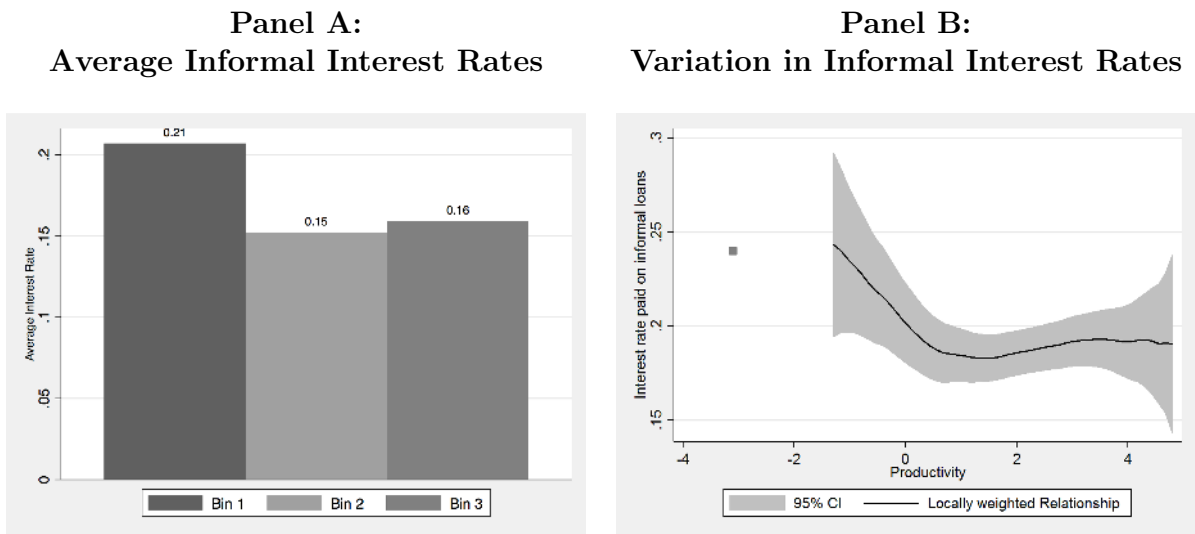 Panel A:
Average Informal Interest Rates
0.21
0.15
0.16
.2
.15
.1
.05
0
Average Interest Rate
Bin 1 Bin 2 Bin 3
Panel B:
Variation in Informal Interest Rates
.3
.25
.2
.15
Interest rate paid on informal loans
-4 -2 0 2 4
Productivity
95% CI Locally weighted Relationship